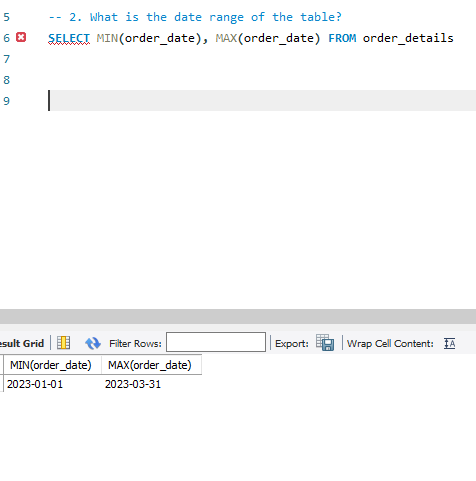 5 -- 2. What is the date range of the table?
6 SELECT MIN(order_date), MAX(order_date) FROM order_details
7
8
9
esult Grid Filter Rows: Export: Wrap Cell Content: IA
MIN(order_date) MAX(order_date)
2023-01-01 2023-03-31